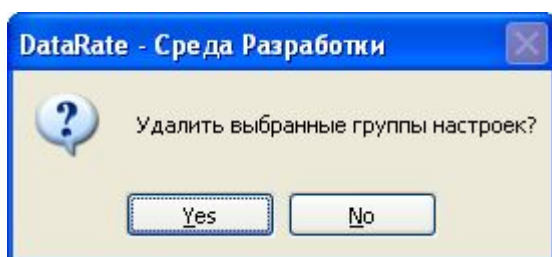 DataRate - Среда Разработки
Удалить выбранные группы настроек?
Yes No